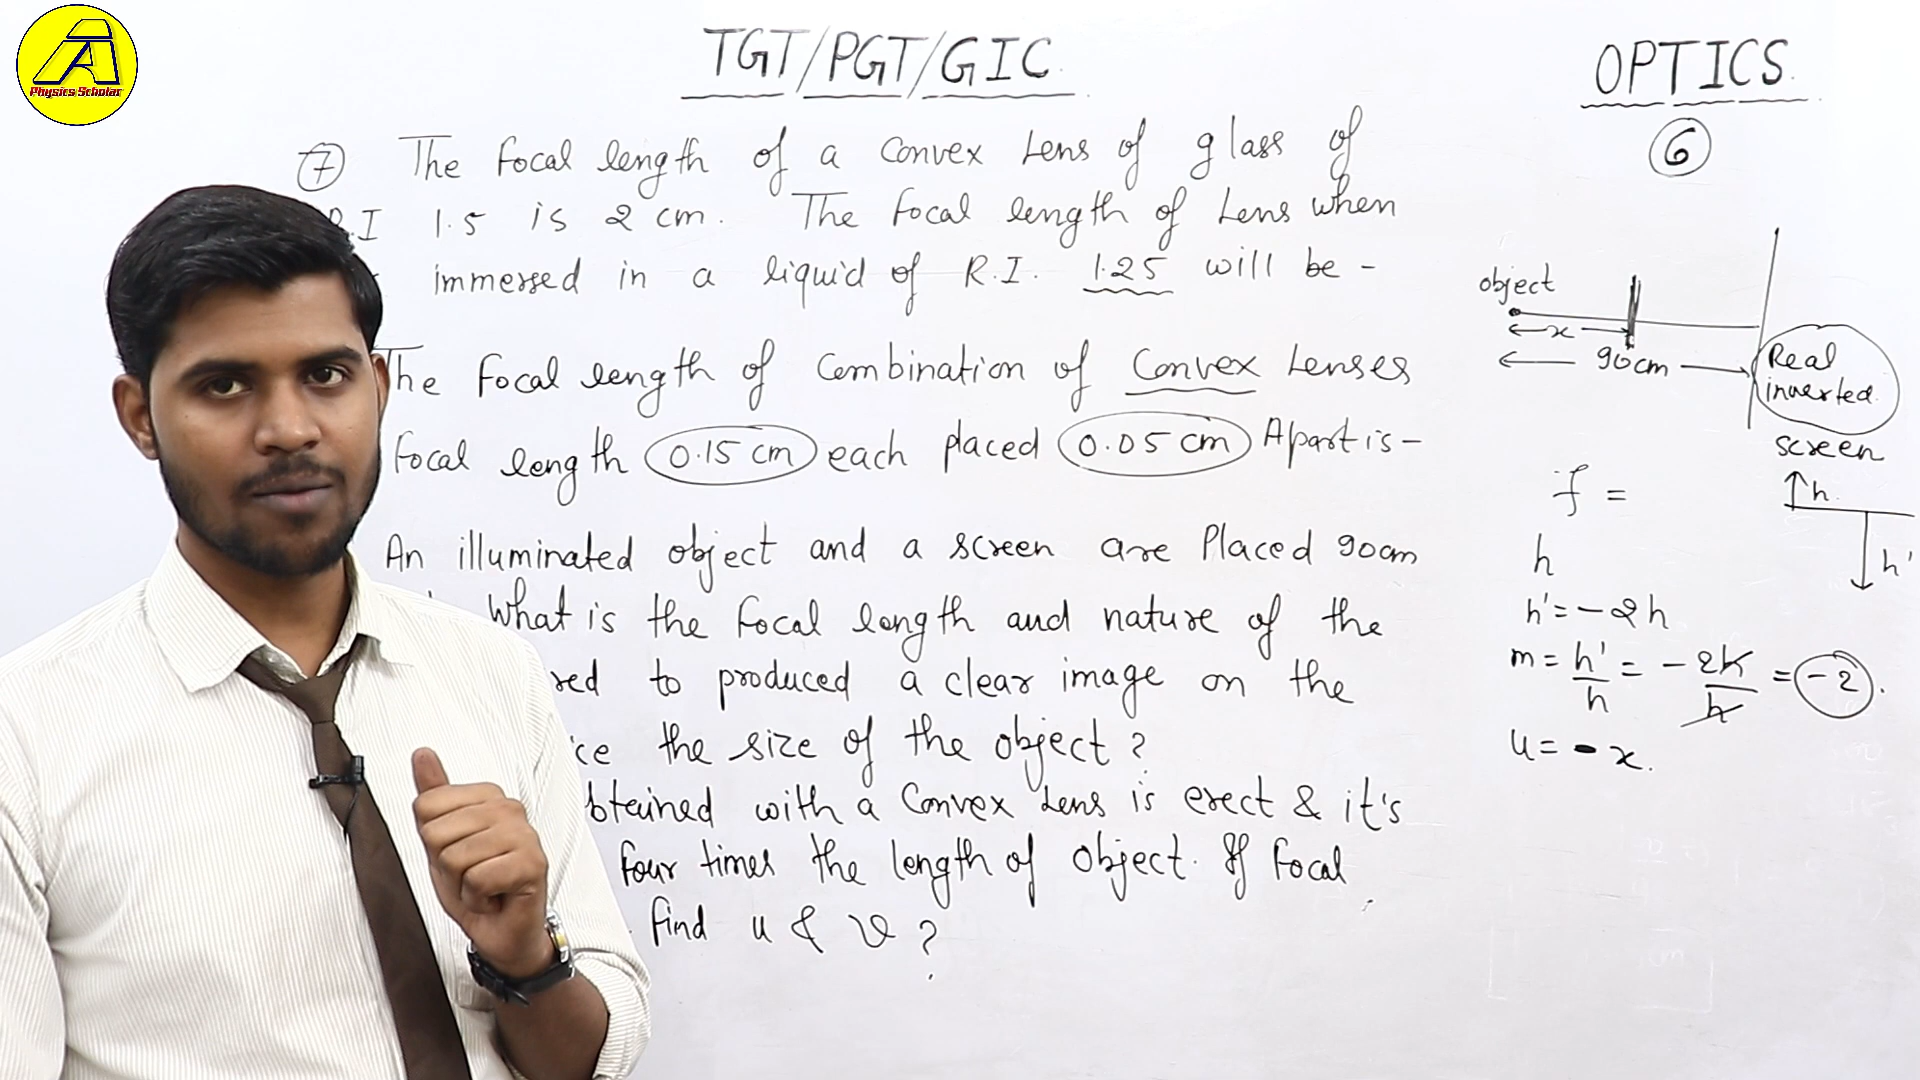 A
Physics Scholar
TGT/PGT/GIC
OPTICS
6
7 The focal length of a convex lens of glass of
R.I 1.5 is 2 cm. The focal length of lens when
immersed in a liquid of R.I. 1.25 will be -
The focal length of combination of convex lenses
focal length 0.15 cm each placed 0.05 cm Apart is -
An illuminated object and a screen are Placed 90cm
What is the focal length and nature of the
to produced a clear image on the
the size of the object ?
with a convex lens is erect & it's
four times the length of object. If focal
find u & v ?
object
x
90cm
Real
inverted
screen
f =
h
h'
h
h' = -2h
m = h'/h = -2h/h = -2.
u = -x.